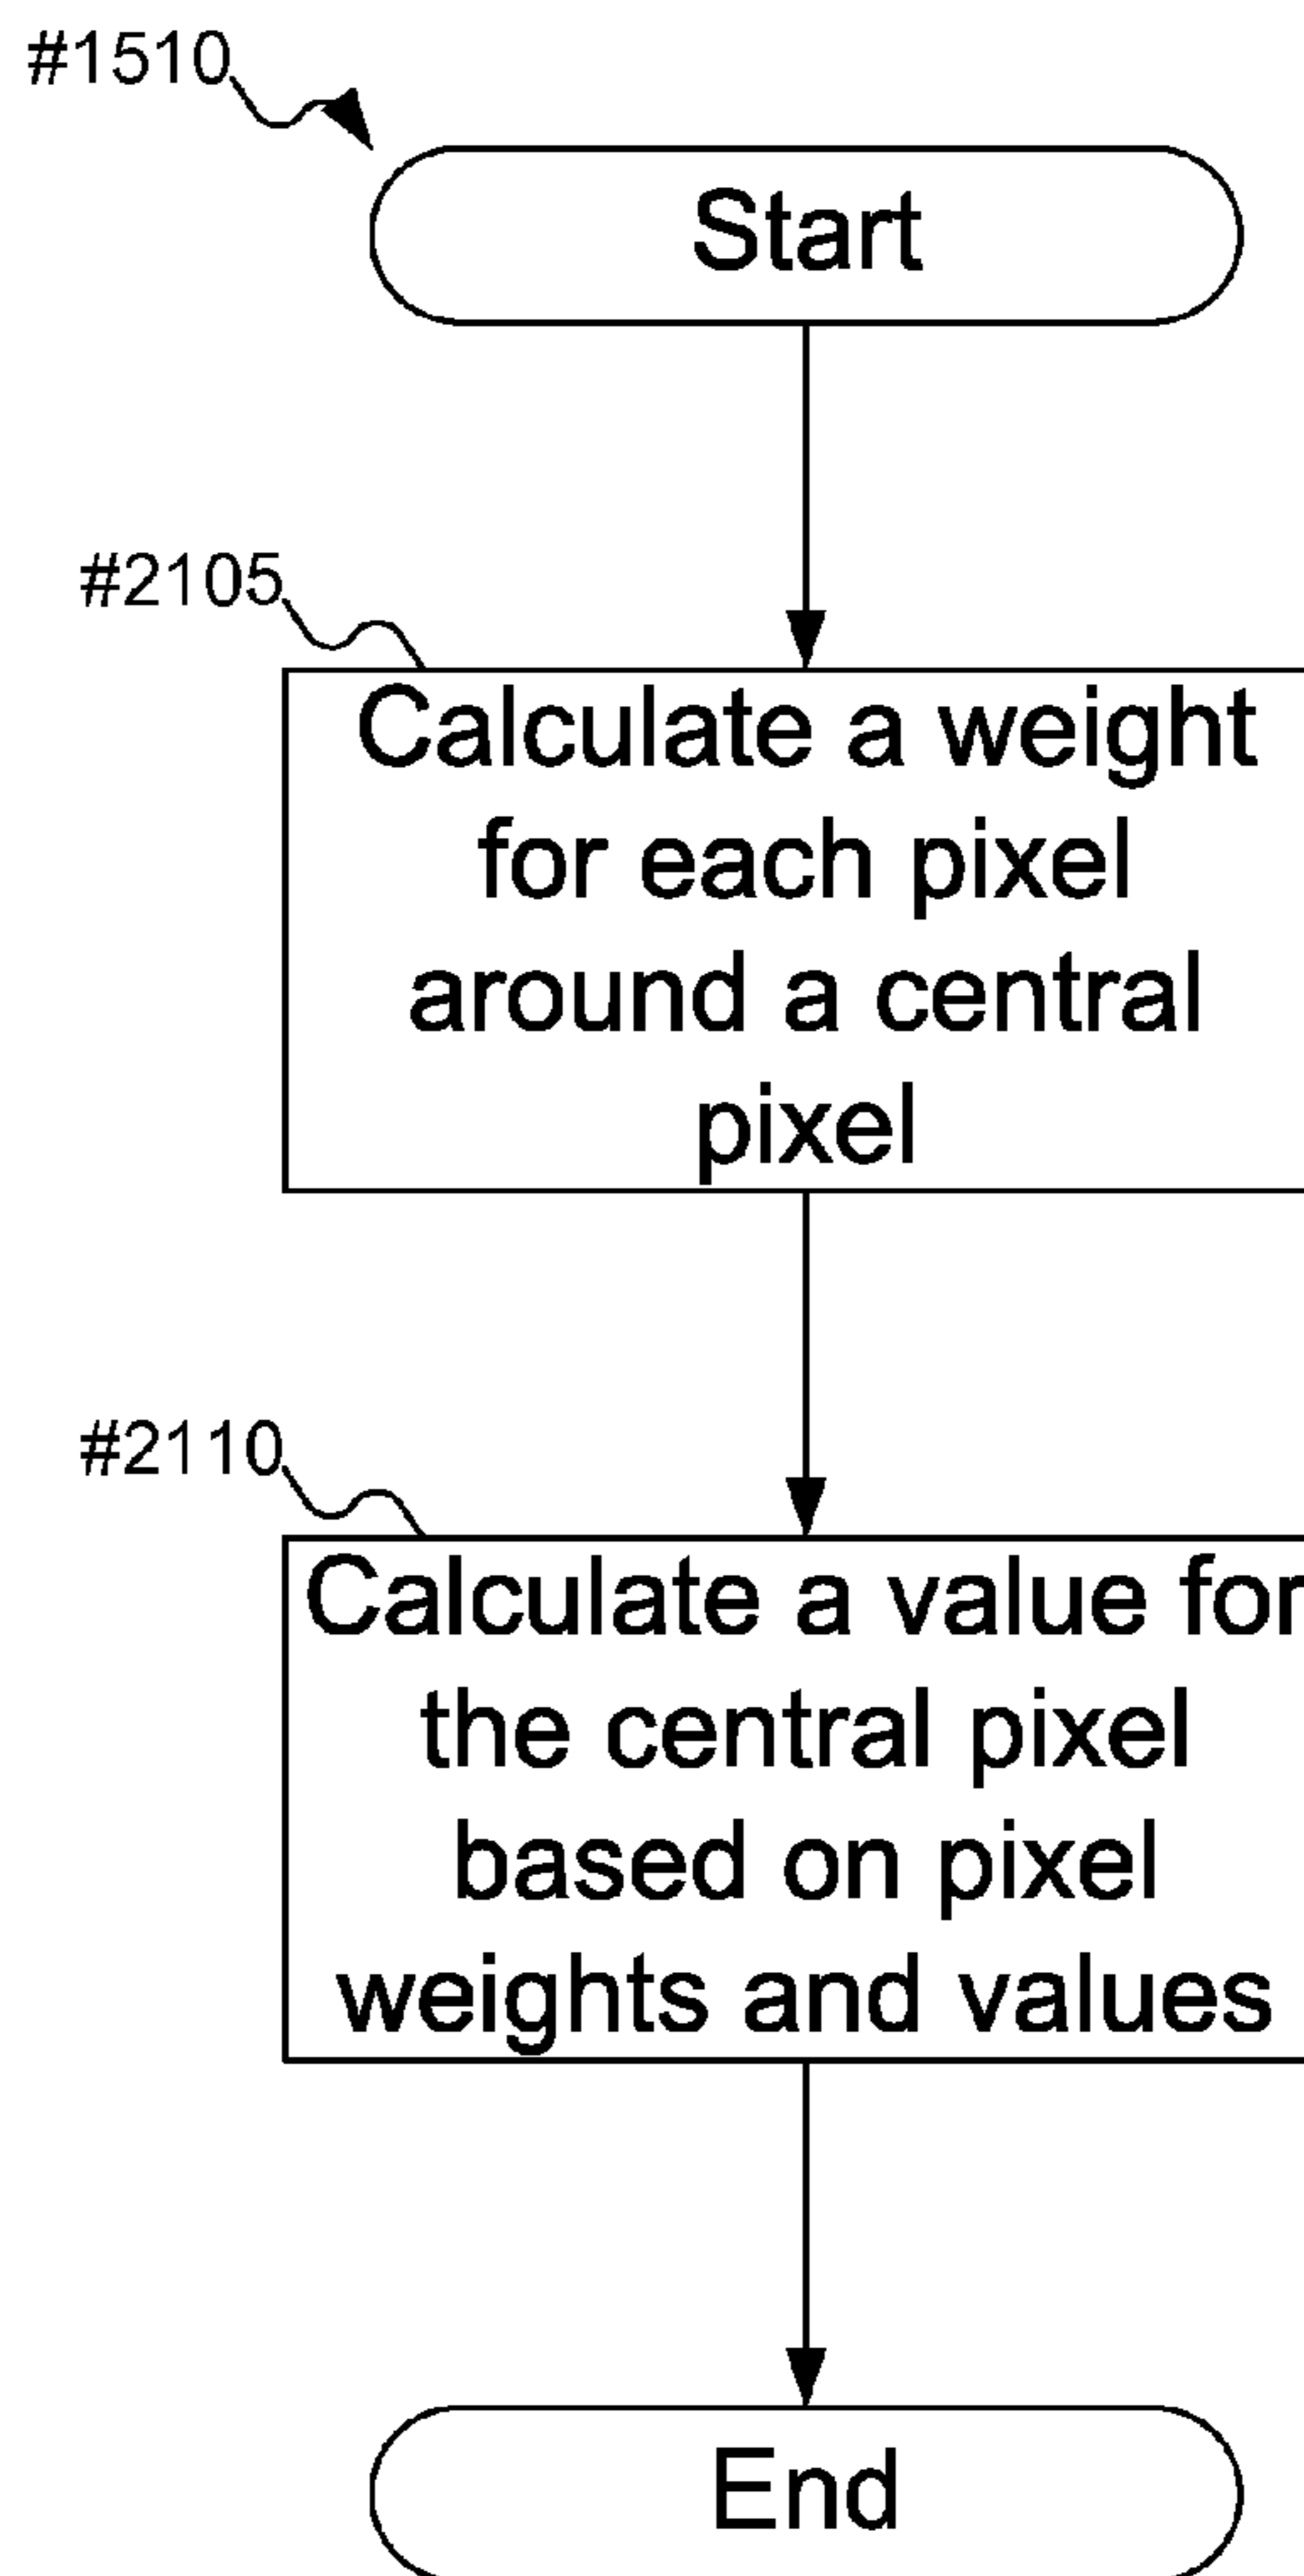 #1510
Start
#2105
Calculate a weight
for each pixel
around a central
pixel
#2110
Calculate a value for
the central pixel
based on pixel
weights and values
End